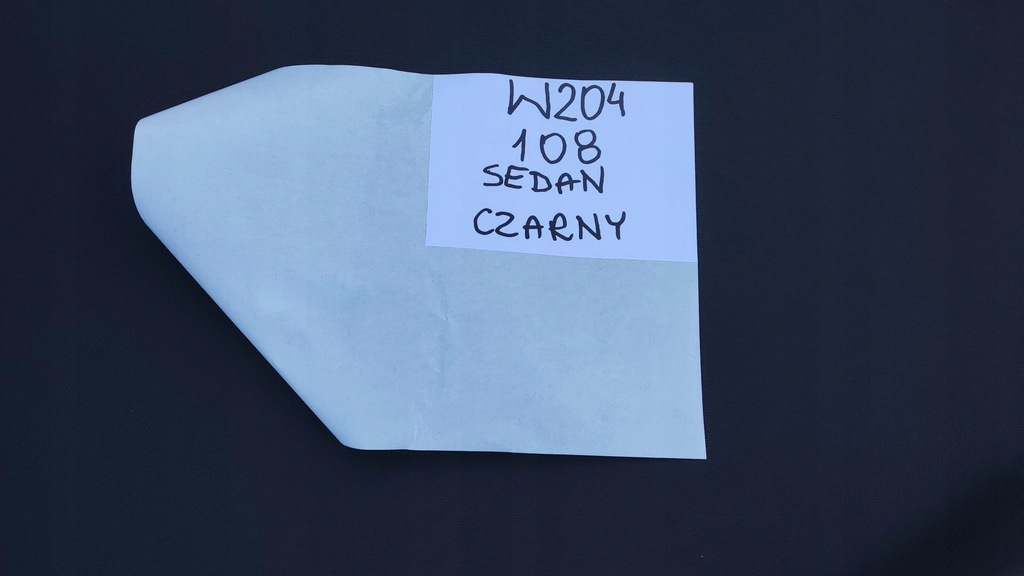 W204
108
SEDAN
CZARNY